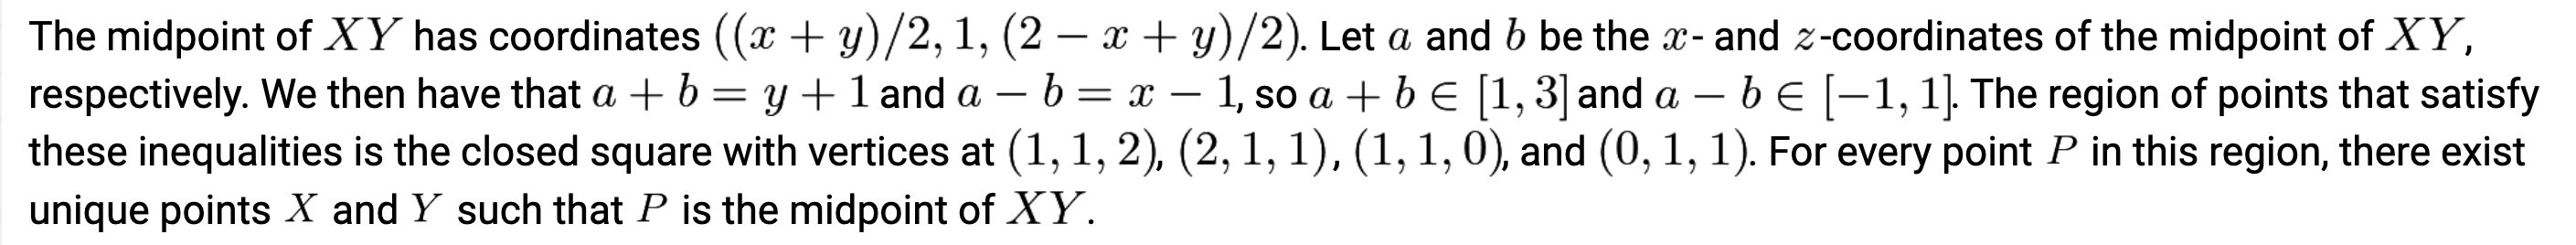 The midpoint of XY has coordinates ((x + y)/2, 1, (2 − x + y)/2). Let a and b be the x- and z-coordinates of the midpoint of XY,
respectively. We then have that a + b = y + 1 and a − b = x − 1, so a + b ∈ [1, 3] and a − b ∈ [−1, 1]. The region of points that satisfy
these inequalities is the closed square with vertices at (1, 1, 2), (2, 1, 1), (1, 1, 0), and (0, 1, 1). For every point P in this region, there exist
unique points X and Y such that P is the midpoint of XY.